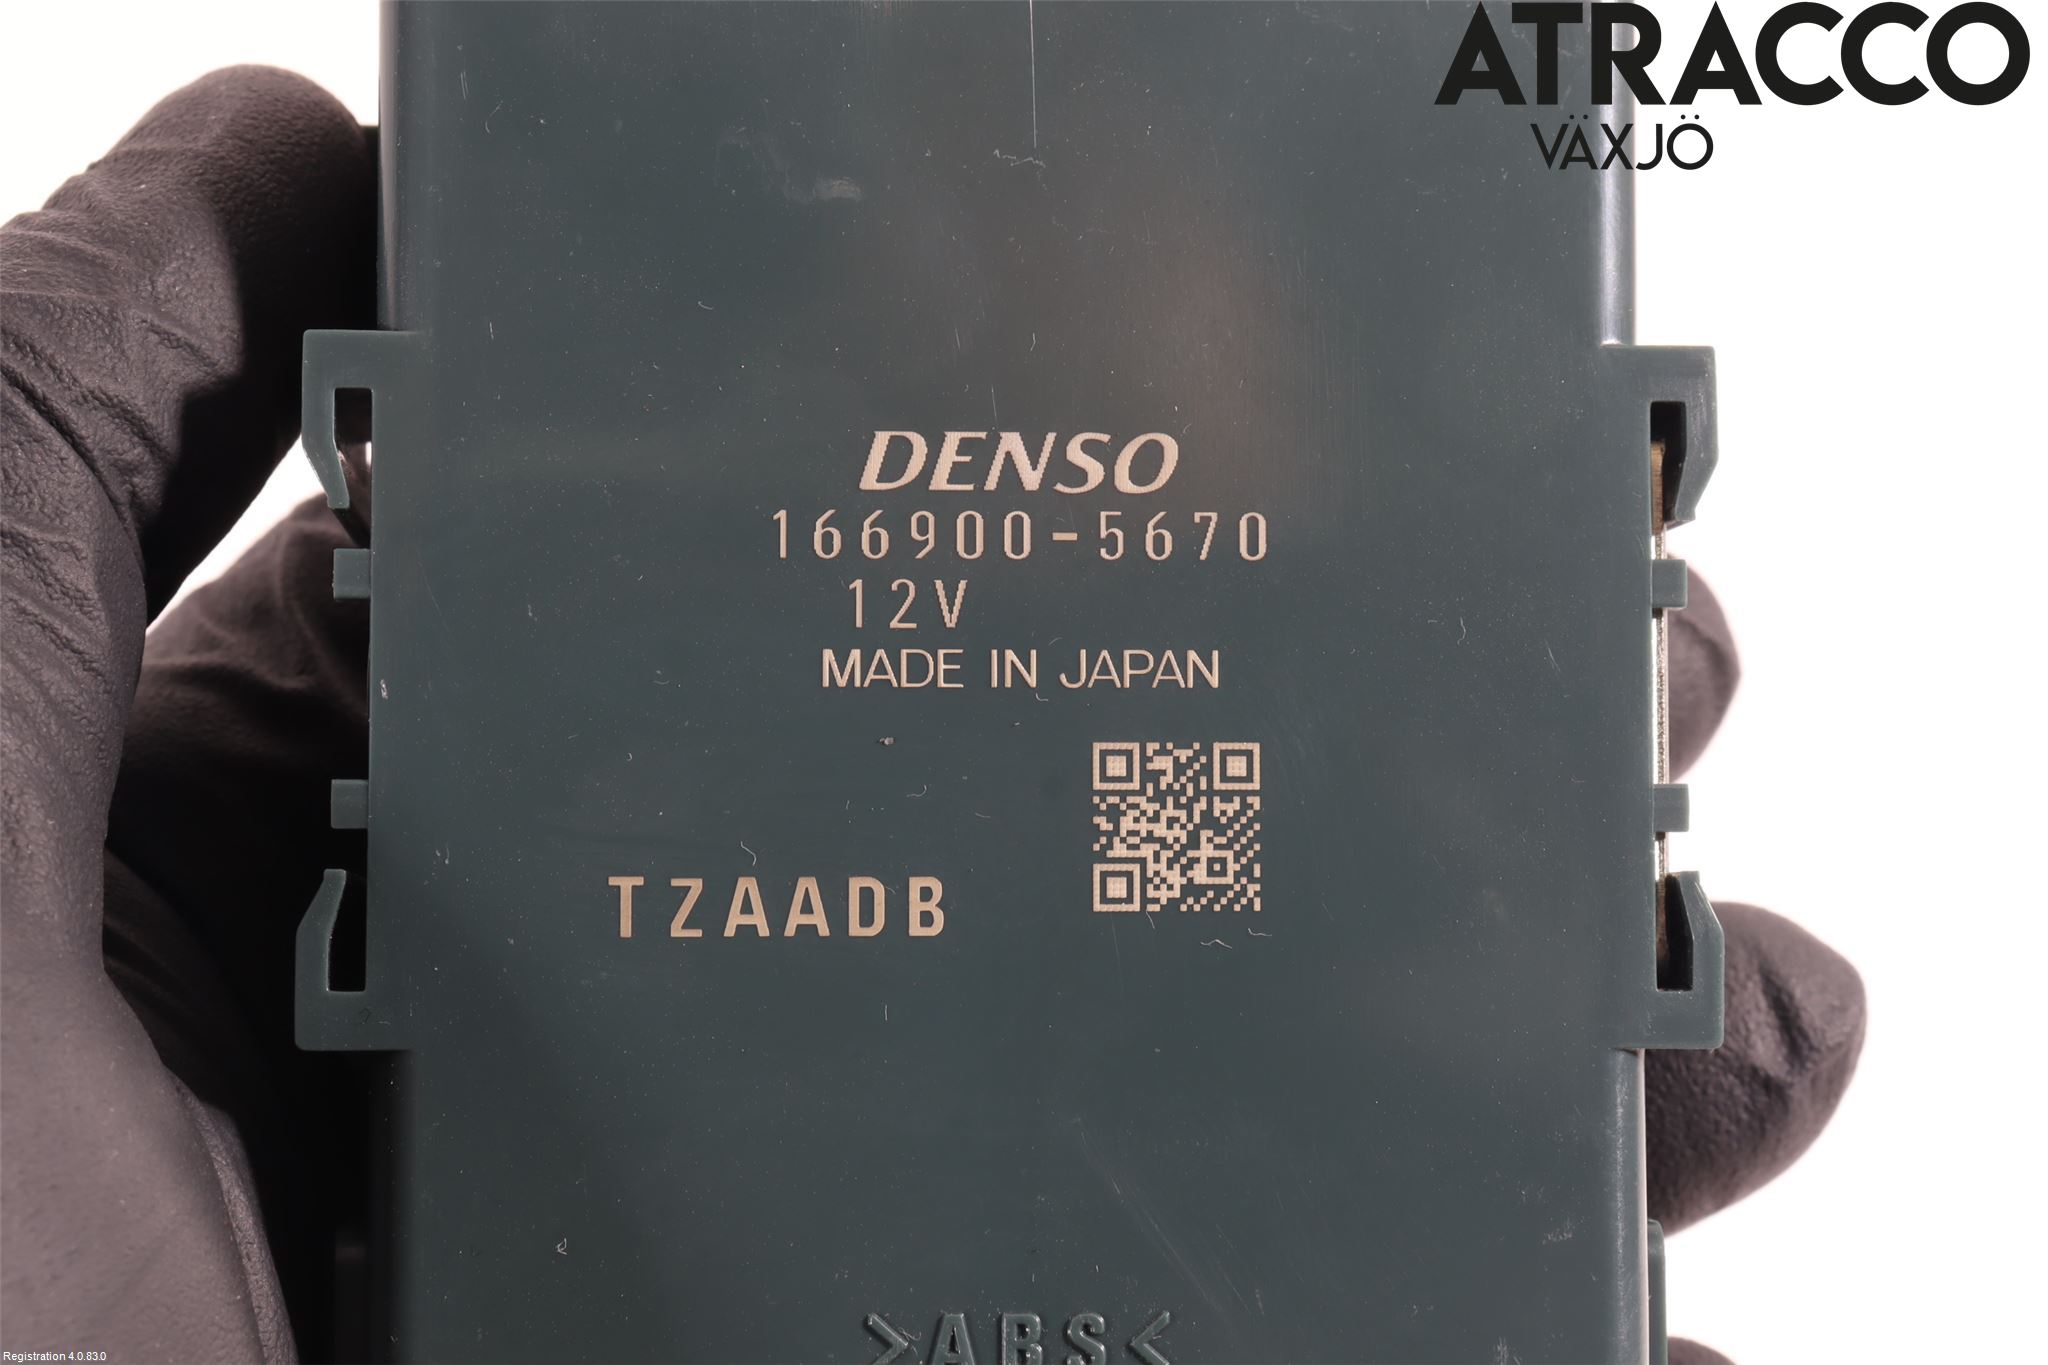 ATRACCO
VÄXJÖ
DENSO
166900-5670
12V
MADE IN JAPAN
TZAADB
>ABS<
Registration 4.0.83.0